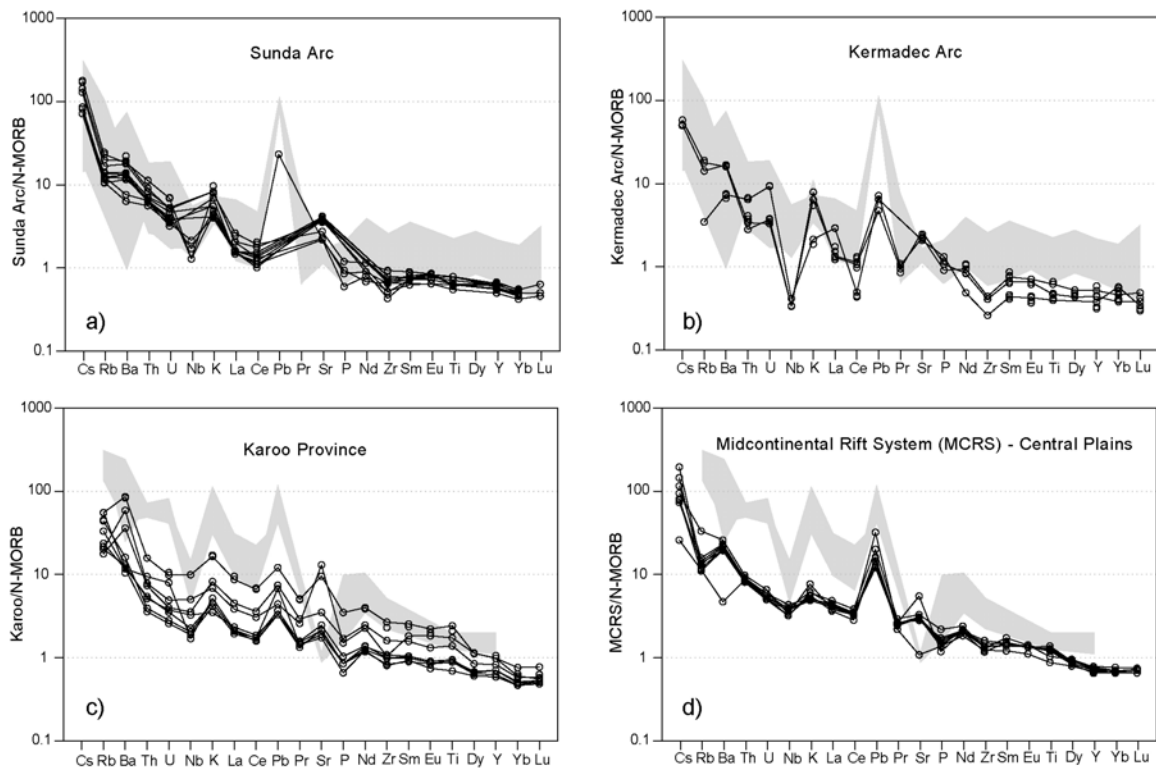 1000
Sunda Arc
100
10
1
0.1
Sunda Arc/N-MORB
a)
Cs Rb Ba Th U Nb K La Ce Pb Pr Sr P Nd Zr Sm Eu Ti Dy Y Yb Lu
1000
Kermadec Arc
100
10
1
0.1
Kermadec Arc/N-MORB
b)
Cs Rb Ba Th U Nb K La Ce Pb Pr Sr P Nd Zr Sm Eu Ti Dy Y Yb Lu
1000
Karoo Province
100
10
1
0.1
Karoo/N-MORB
c)
Cs Rb Ba Th U Nb K La Ce Pb Pr Sr P Nd Zr Sm Eu Ti Dy Y Yb Lu
1000
Midcontinental Rift System (MCRS) - Central Plains
100
10
1
0.1
MCRS/N-MORB
d)
Cs Rb Ba Th U Nb K La Ce Pb Pr Sr P Nd Zr Sm Eu Ti Dy Y Yb Lu